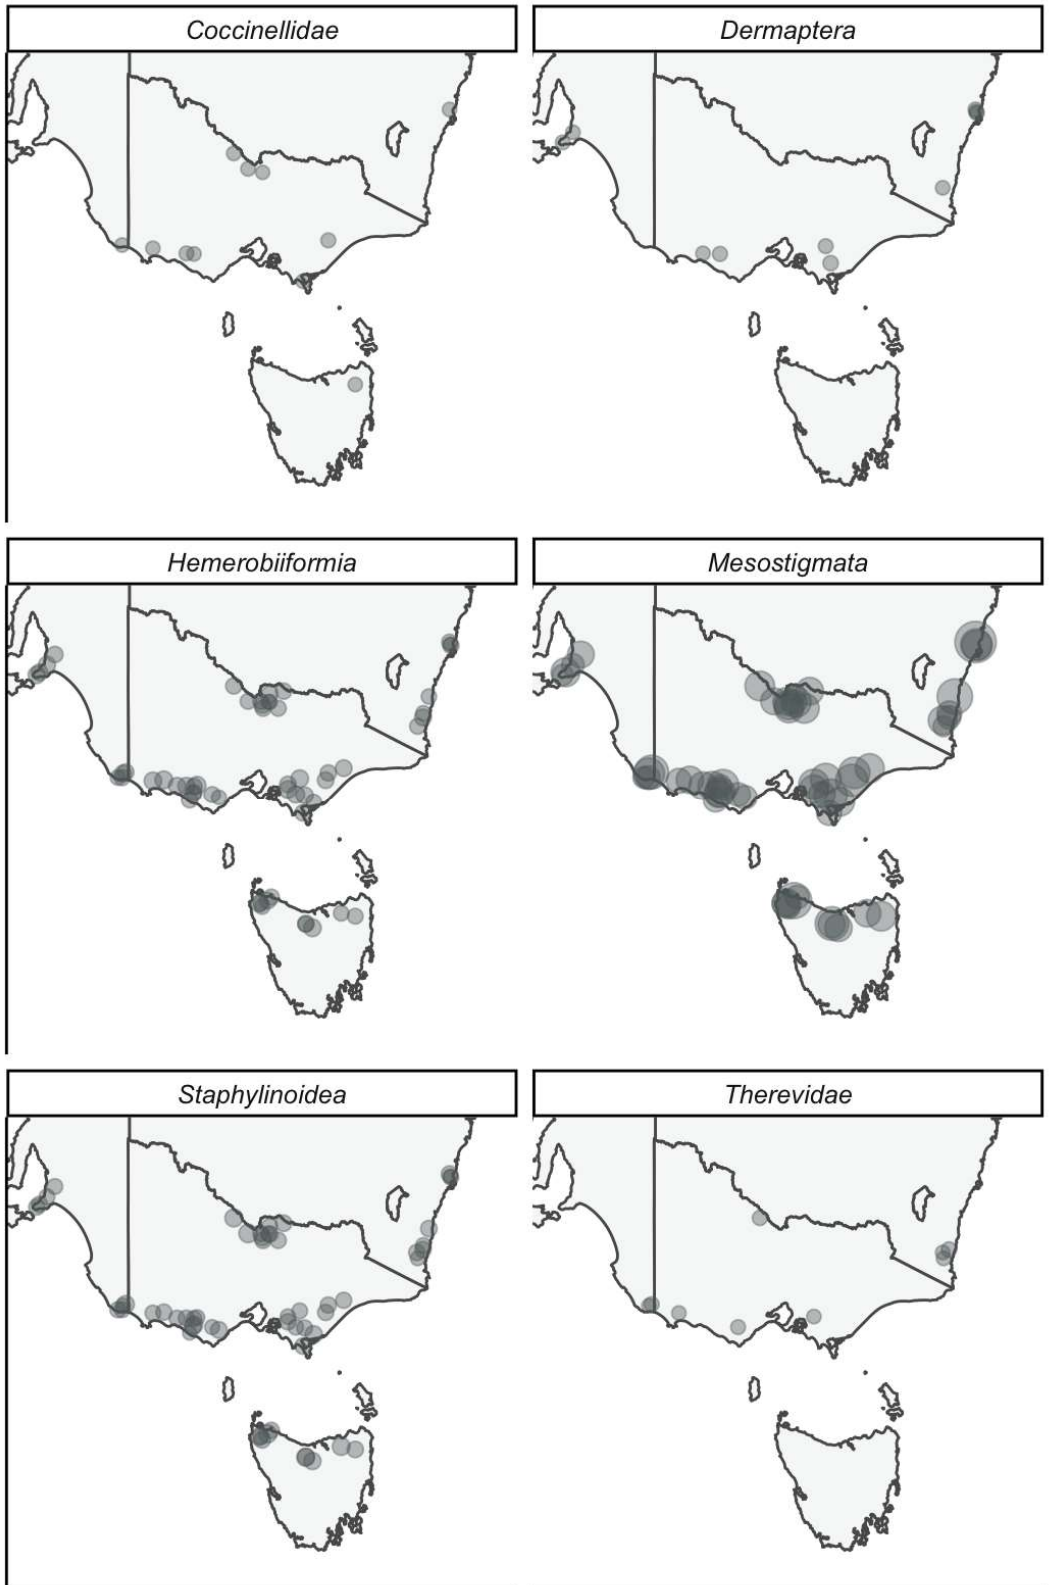 Coccinellidae
Dermaptera
Hemerobiiformia
Mesostigmata
Staphylinoidea
Therevidae